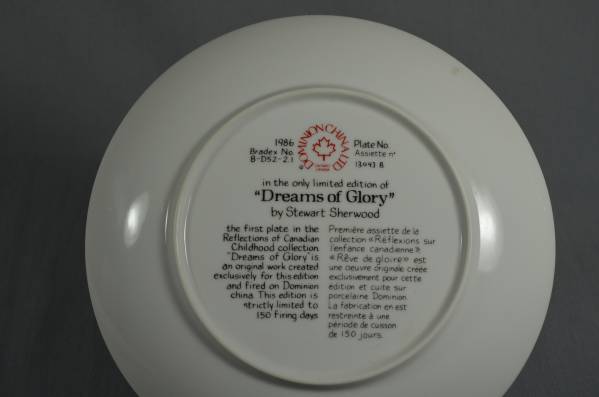 1986
Bradex No.
B-D52-2.1
DOMINION CHINA LTD
Plate No.
Assiette n°
13043 B
in the only limited edition of
"Dreams of Glory"
by Stewart Sherwood
the first plate in the
Reflections of Canadian
Childhood collection.
"Dreams of Glory" is
an original work created
exclusively for this edition
and fired on Dominion
china. This edition is
strictly limited to
150 firing days
Première assiette de la
collection «Réflexions sur
l'enfance canadienne»
«Rêve de gloire» est
une oeuvre originale créée
exclusivement pour cette
édition et cuite sur
porcelaine Dominion.
La fabrication en est
restreinte à une
période de cuisson
de 150 jours.